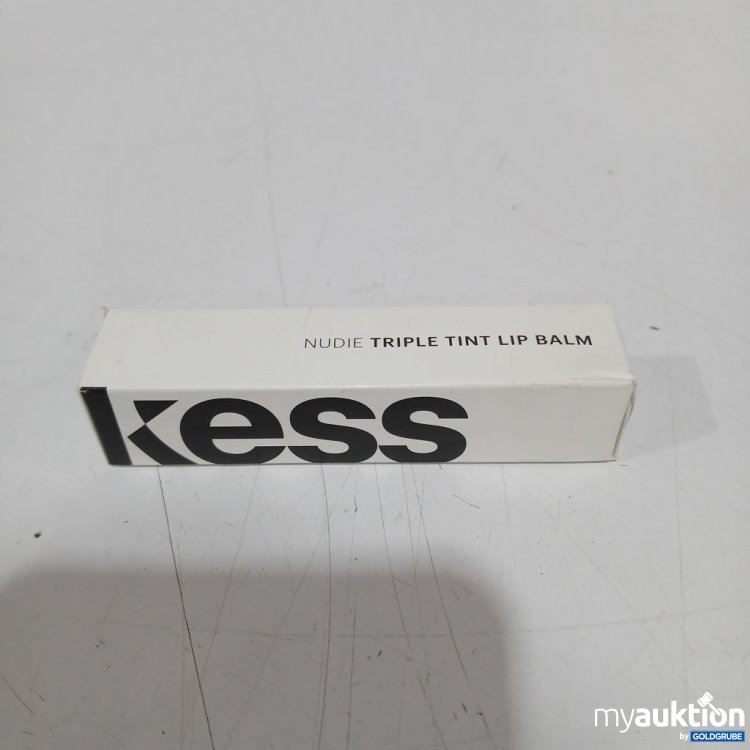 NUDIE TRIPLE TINT LIP BALM
kess
myauktion
by GOLDGRUBE